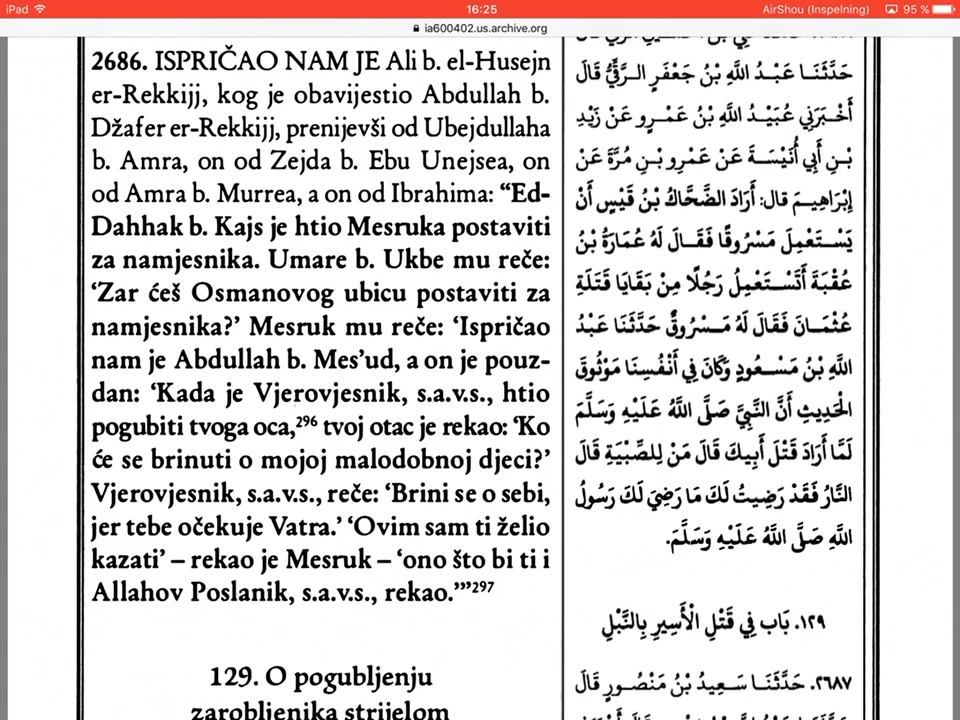 iPad
16:25
AirShou (Inspelning)
95 %
ia600402.us.archive.org
2686. ISPRIČAO NAM JE Ali b. el-Husejn
er-Rekkijj, kog je obavijestio Abdullah b.
Džafer er-Rekkijj, prenijevši od Ubejdullaha
b. Amra, on od Zejda b. Ebu Unejsea, on
od Amra b. Murrea, a on od Ibrahima: “Ed-
Dahhak b. Kajs je htio Mesruka postaviti
za namjesnika. Umare b. Ukbe mu reče:
‘Zar ćeš Osmanovog ubicu postaviti za
namjesnika?’ Mesruk mu reče: ‘Ispričao
nam je Abdullah b. Mes’ud, a on je pouz-
dan: ‘Kada je Vjerovjesnik, s.a.v.s., htio
pogubiti tvoga oca,296 tvoj otac je rekao: ‘Ko
će se brinuti o mojoj malodobnoj djeci?’
Vjerovjesnik, s.a.v.s., reče: ‘Brini se o sebi,
jer tebe očekuje Vatra.’ ‘Ovim sam ti želio
kazati’ – rekao je Mesruk – ‘ono što bi ti i
Allahov Poslanik, s.a.v.s., rekao.’”297
129. O pogubljenju
zarobljenika strijelom
حَدَّثَنَا عَبْدُ اللَّهِ بْنُ جَعْفَرٍ الرَّقِّيُّ قَالَ
أَخْبَرَنِي عُبَيْدُ اللَّهِ بْنُ عَمْرٍو عَنْ زَيْدِ
بْنِ أَبِي أُنَيْسَةَ عَنْ عَمْرِو بْنِ مُرَّةَ عَنْ
إِبْرَاهِيمَ قال: أَرَادَ الضَّحَّاكُ بْنُ قَيْسٍ أَنْ
يَسْتَعْمِلَ مَسْرُوقًا فَقَالَ لَهُ عُمَارَةُ بْنُ
عُقْبَةَ أَتَسْتَعْمِلُ رَجُلًا مِنْ بَقَايَا قَتَلَةِ
عُثْمَانَ فَقَالَ لَهُ مَسْرُوقٌ حَدَّثَنَا عَبْدُ
اللَّهِ بْنُ مَسْعُودٍ وَكَانَ فِي أَنْفُسِنَا مَوْثُوقَ
الْحَدِيثِ أَنَّ النَّبِيَّ صَلَّى اللَّهُ عَلَيْهِ وَسَلَّمَ
لَمَّا أَرَادَ قَتْلَ أَبِيكَ قَالَ مَنْ لِلصِّبْيَةِ قَالَ
النَّارُ فَقَدْ رَضِيتُ لَكَ مَا رَضِيَ لَكَ رَسُولُ
اللَّهِ صَلَّى اللَّهُ عَلَيْهِ وَسَلَّمَ.
١٢٩. بَاب فِي قَتْلِ الْأَسِيرِ بِالنَّبْلِ
٢٦٨٧. حَدَّثَنَا سَعِيدُ بْنُ مَنْصُورٍ قَالَ